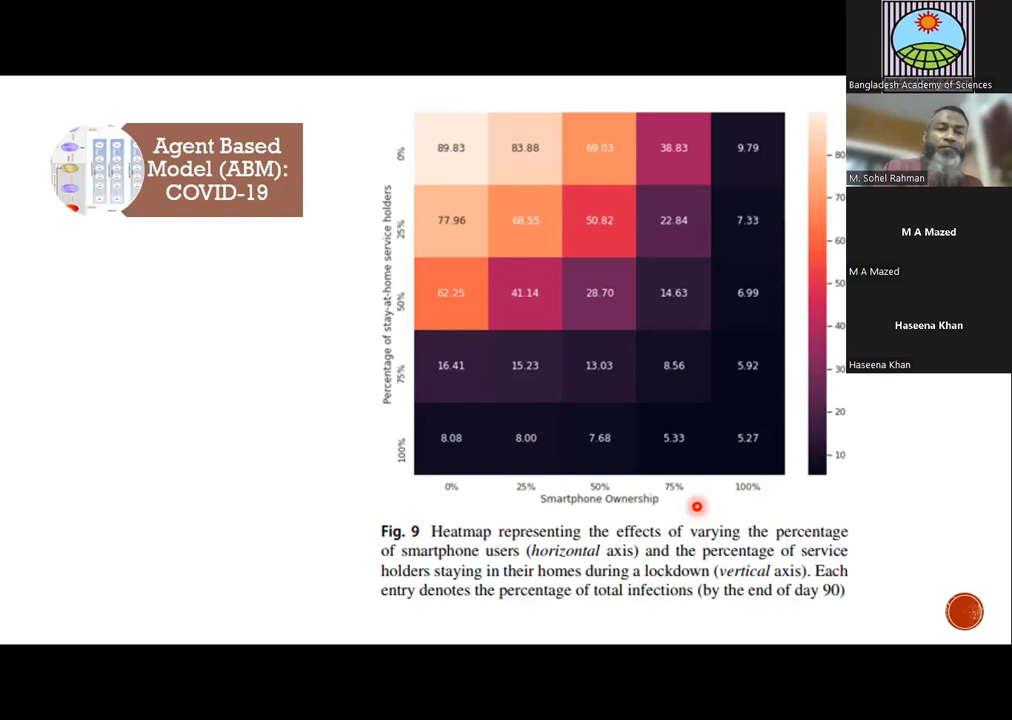 Agent Based
Model (ABM):
COVID-19
Percentage of stay-at-home service holders
0%
89.83 83.88 69.03 38.83 9.79
25%
77.96 68.55 50.82 22.84 7.33
50%
62.25 41.14 28.70 14.63 6.99
75%
16.41 15.23 13.03 8.56 5.92
100%
8.08 8.00 7.68 5.33 5.27
0% 25% 50% 75% 100%
Smartphone Ownership
80
70
60
50
40
30
20
10
Fig. 9 Heatmap representing the effects of varying the percentage
of smartphone users (horizontal axis) and the percentage of service
holders staying in their homes during a lockdown (vertical axis). Each
entry denotes the percentage of total infections (by the end of day 90)
Bangladesh Academy of Sciences
M. Sohel Rahman
M A Mazed
M A Mazed
Haseena Khan
Haseena Khan